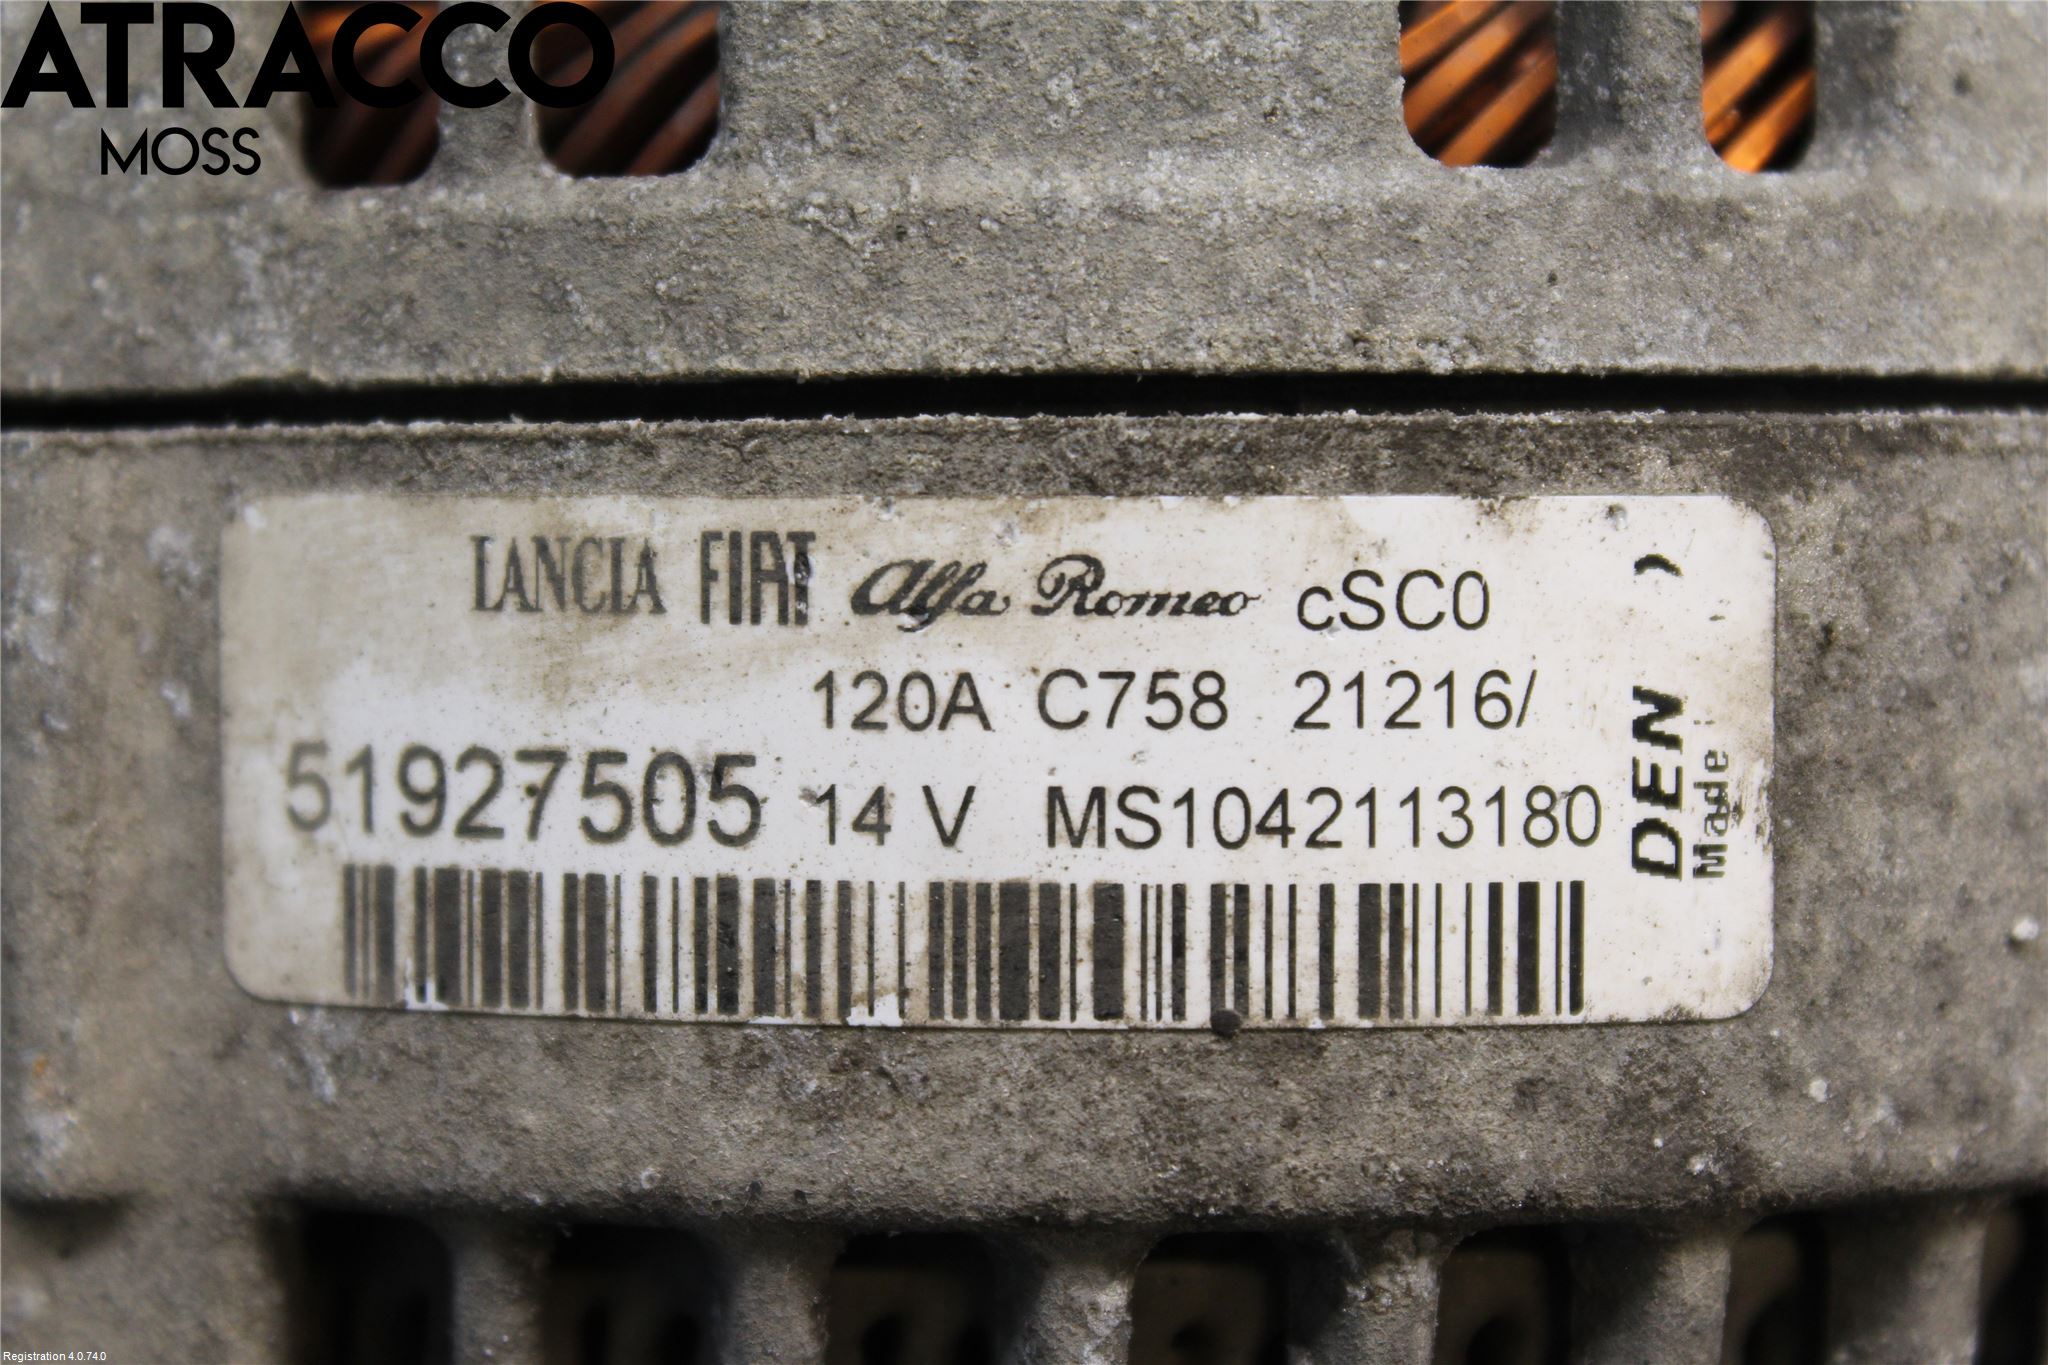 ATRACCO
MOSS
LANCIA FIAT Alfa Romeo cSC0
120A C758 21216/
51927505 14 V MS1042113180
DEN
Made
Registration 4.0.74.0